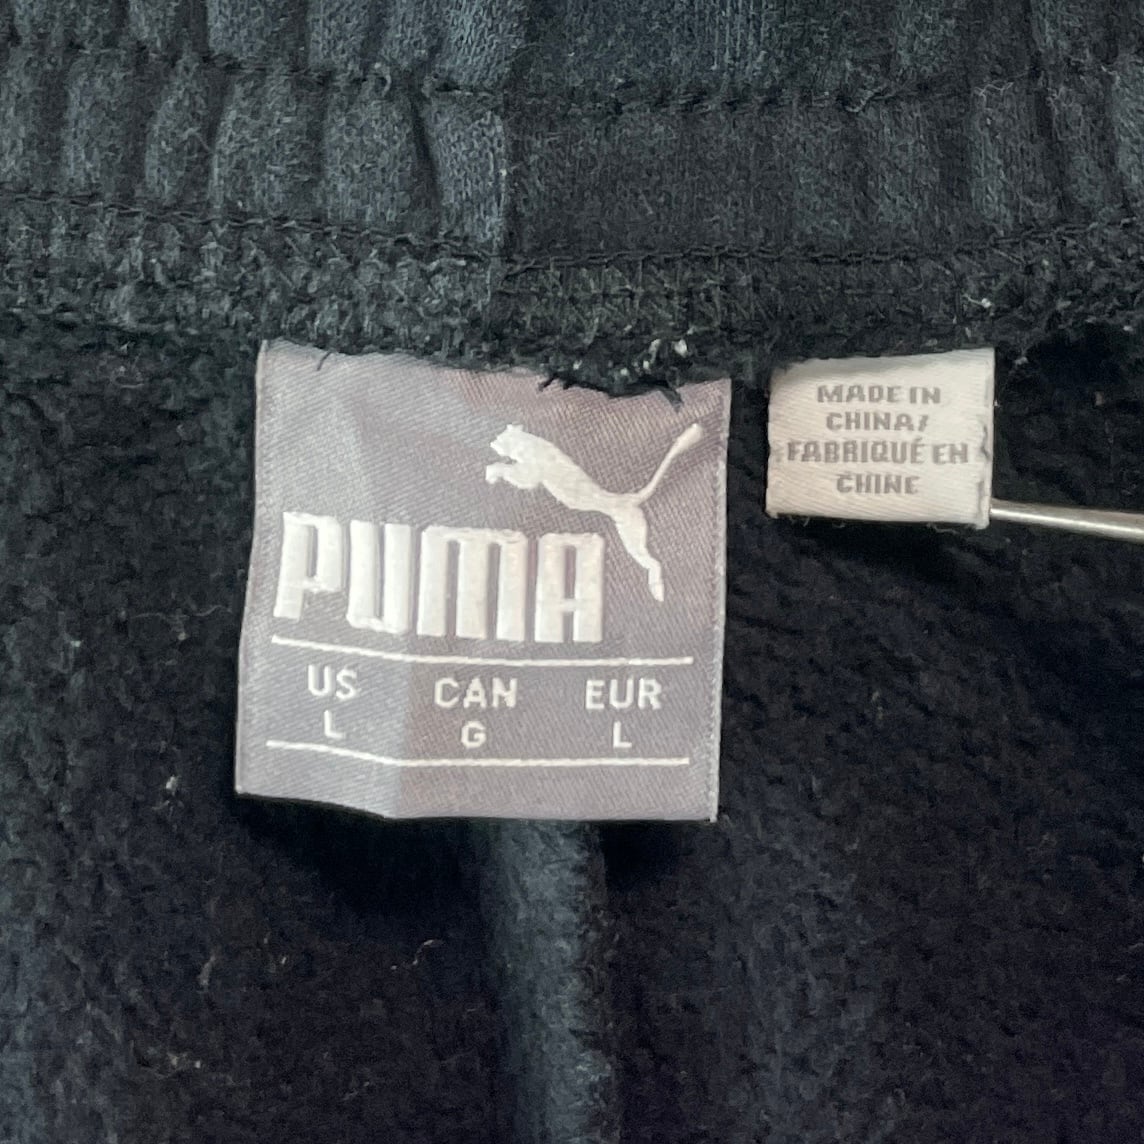 PUMA
US CAN EUR
L G L
MADE IN
CHINA/
FABRIQUÉ EN
CHINE